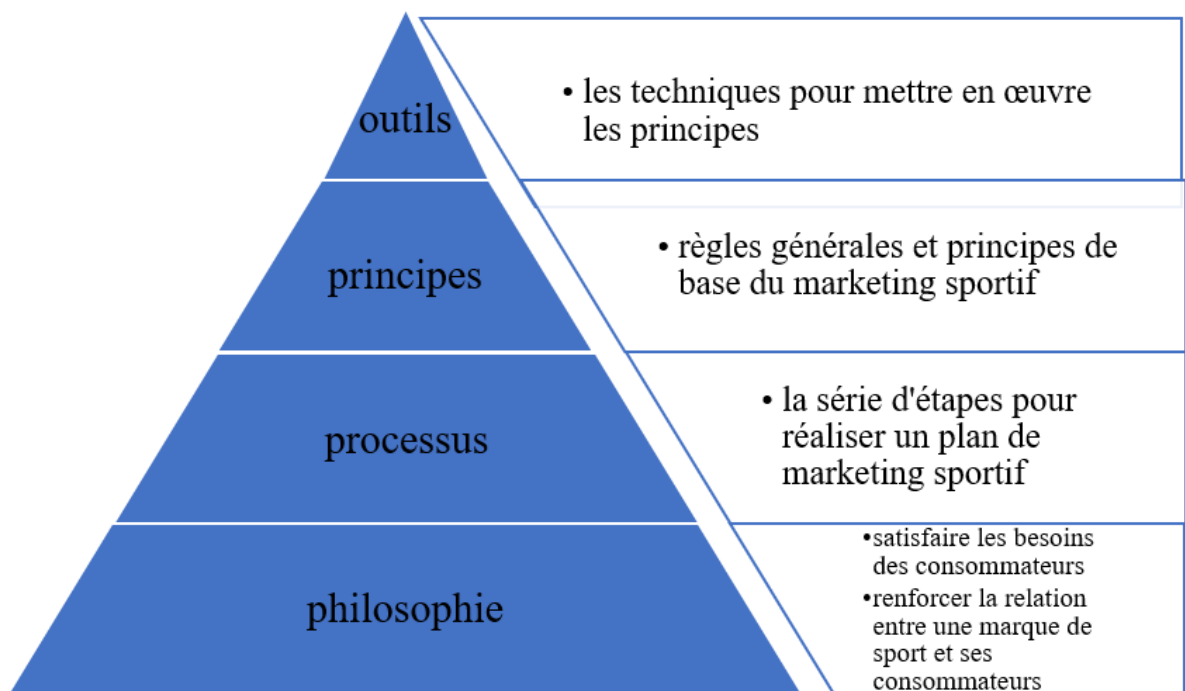 outils
• les techniques pour mettre en œuvre
les principes
principes
• règles générales et principes de
base du marketing sportif
processus
• la série d'étapes pour
réaliser un plan de
marketing sportif
philosophie
•satisfaire les besoins
des consommateurs
•renforcer la relation
entre une marque de
sport et ses
consommateurs